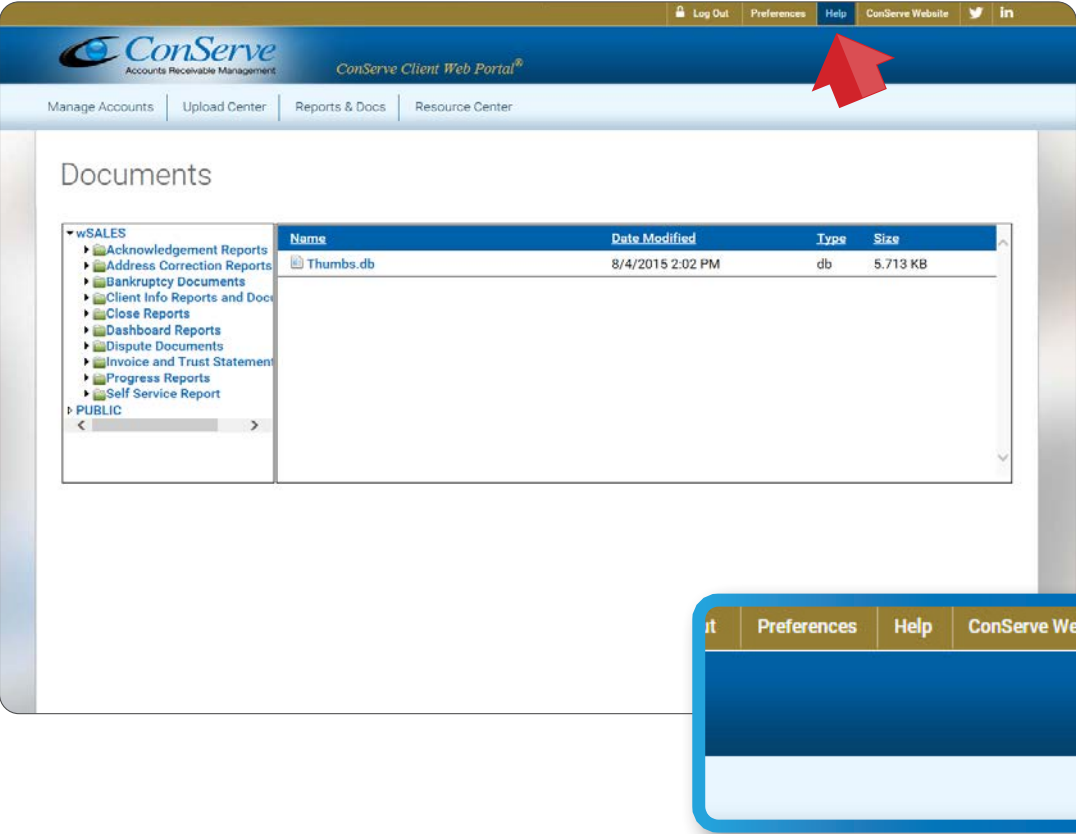 Log Out Preferences Help ConServe Website in
ConServe
Accounts Receivable Management
ConServe Client Web Portal®
Manage Accounts Upload Center Reports & Docs Resource Center
Documents
wSALES
Acknowledgement Reports
Address Correction Reports
Bankruptcy Documents
Client Info Reports and Docu
Close Reports
Dashboard Reports
Dispute Documents
Invoice and Trust Statement
Progress Reports
Self Service Report
PUBLIC
Name Date Modified Type Size
Thumbs.db 8/4/2015 2:02 PM db 5.713 KB
ut Preferences Help ConServe We